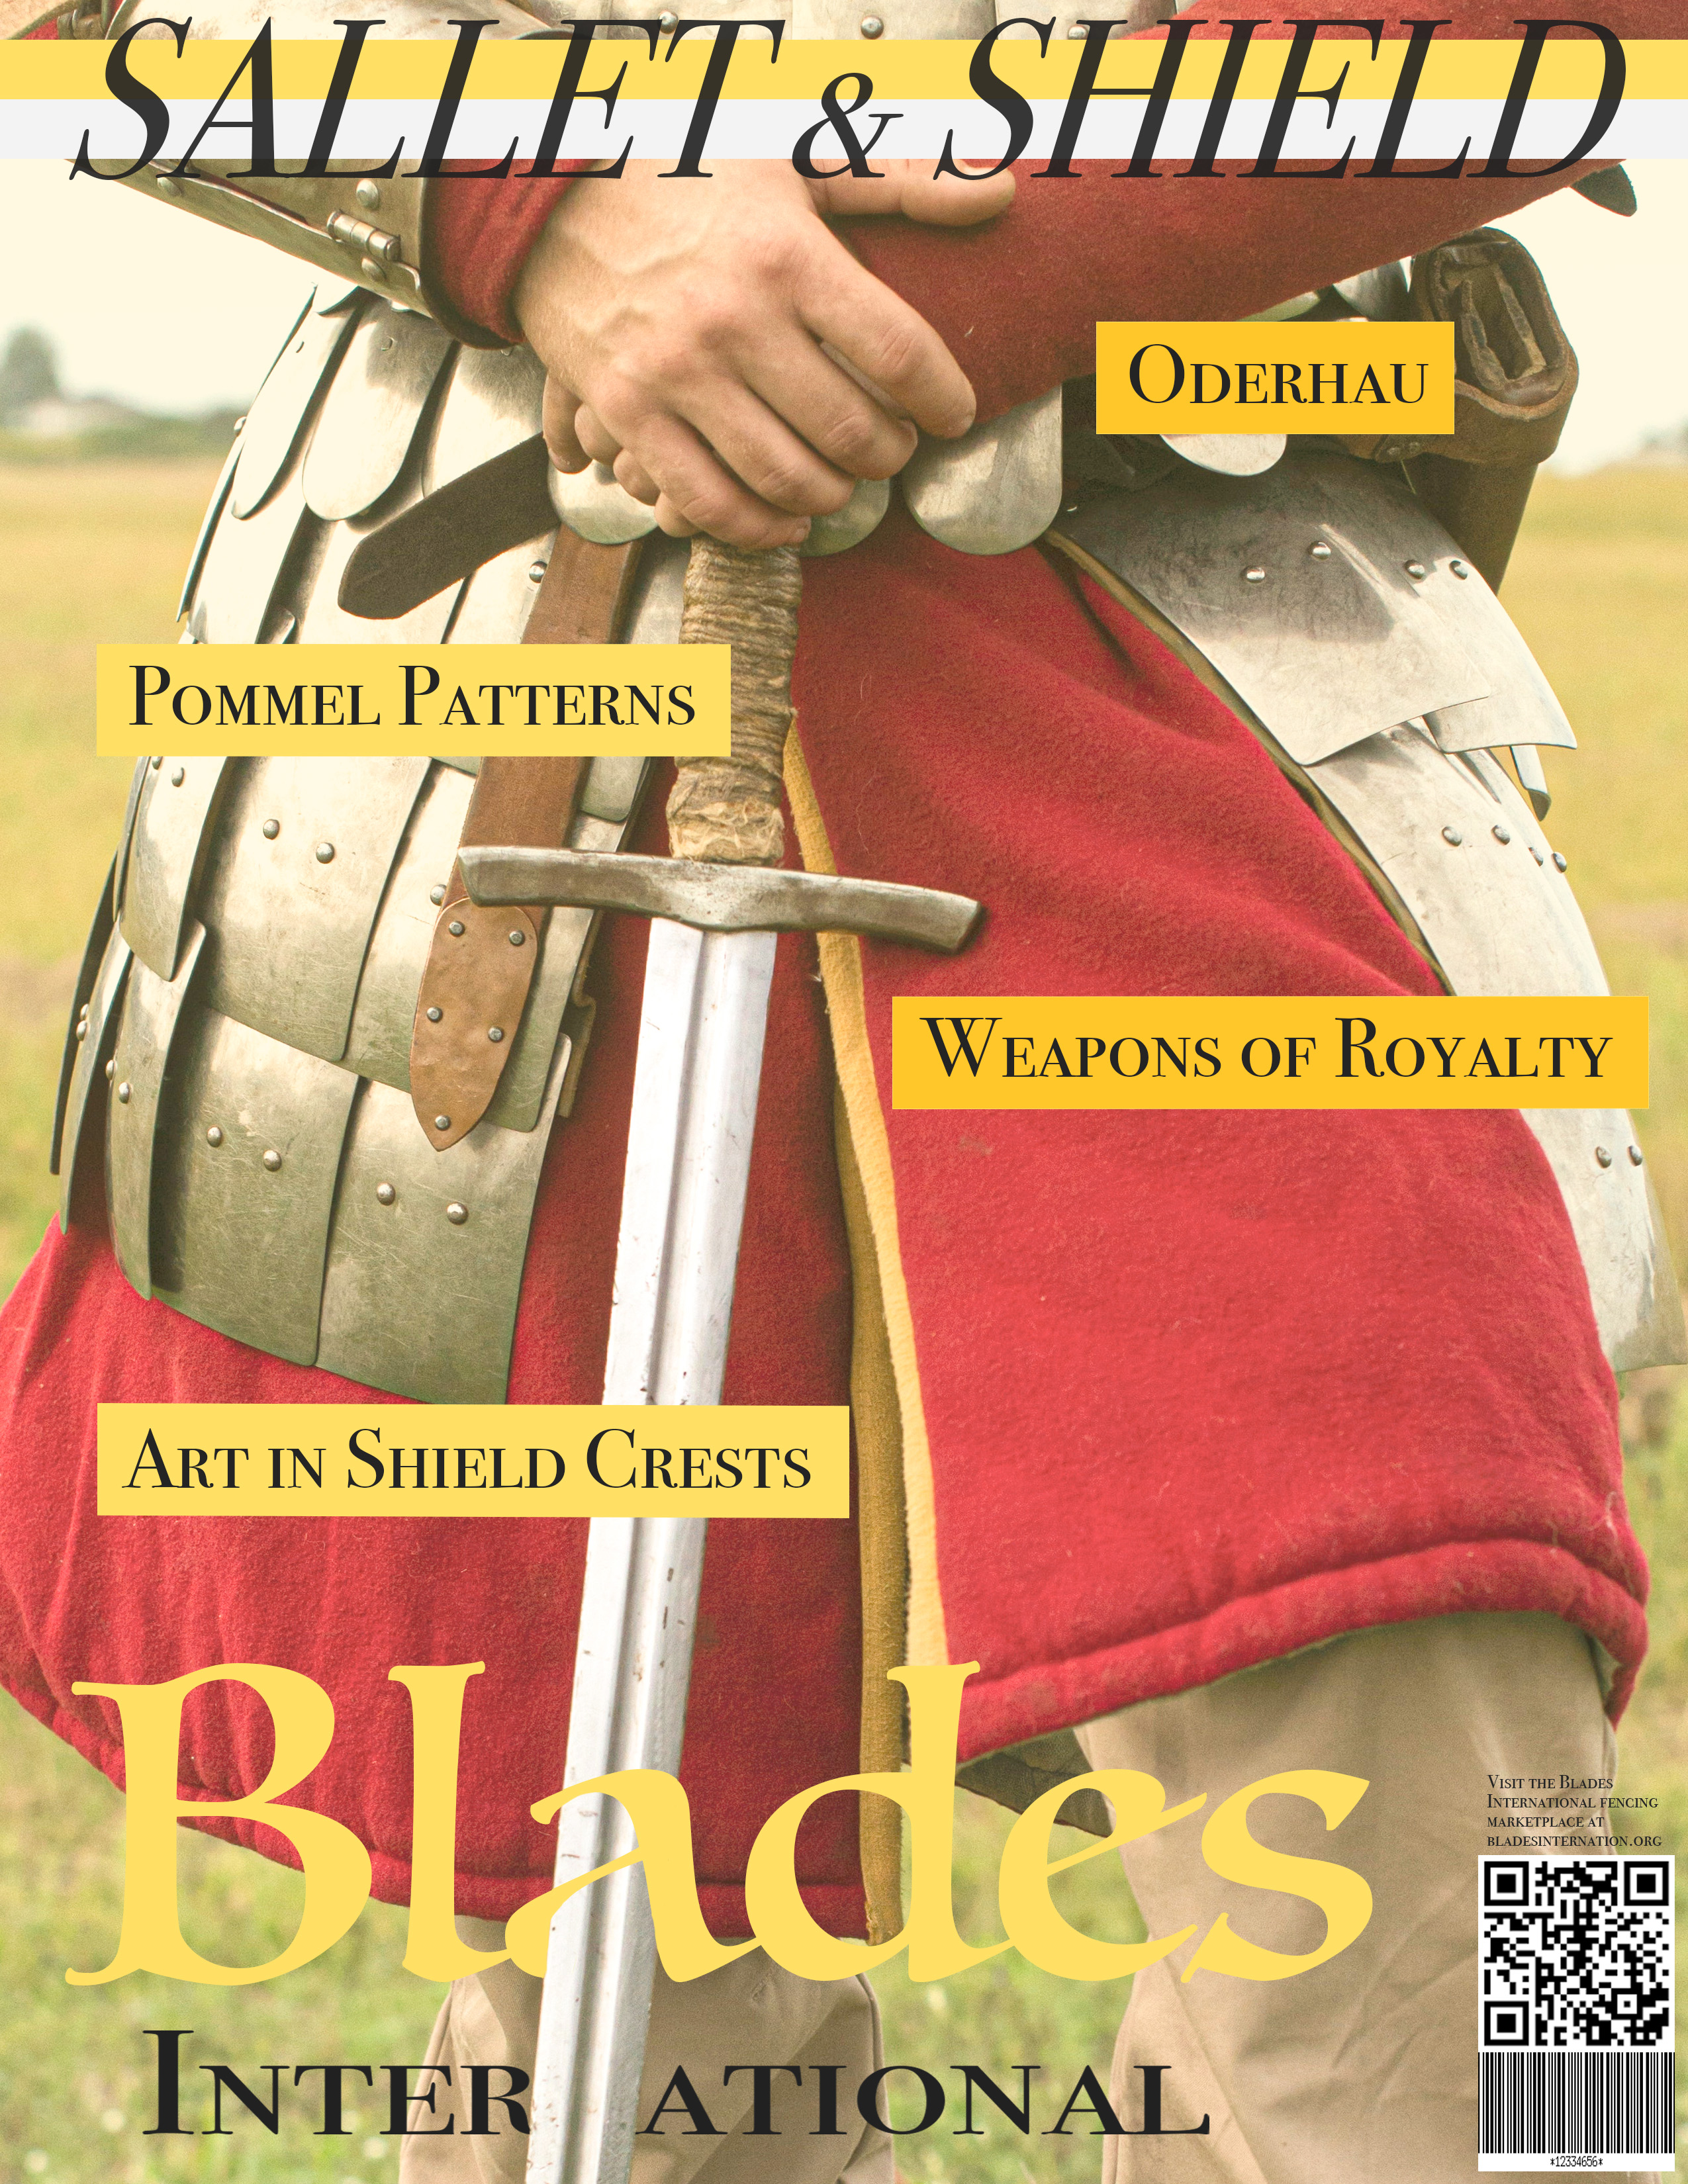 SALLET & SHIELD
ODERHAU
POMMEL PATTERNS
WEAPONS OF ROYALTY
ART IN SHIELD CRESTS
Blades
INTER ATIONAL
VISIT THE BLADES
INTERNATIONAL FENCING
MARKETPLACE AT
BLADESINTERNATION.ORG
*12334656*